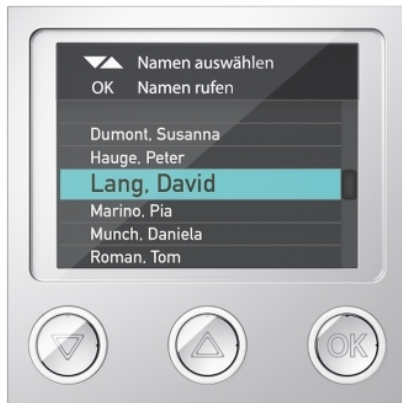 ▼▲ Namen auswählen
OK Namen rufen
Dumont, Susanna
Hauge, Peter
Lang, David
Marino, Pia
Munch, Daniela
Roman, Tom
OK